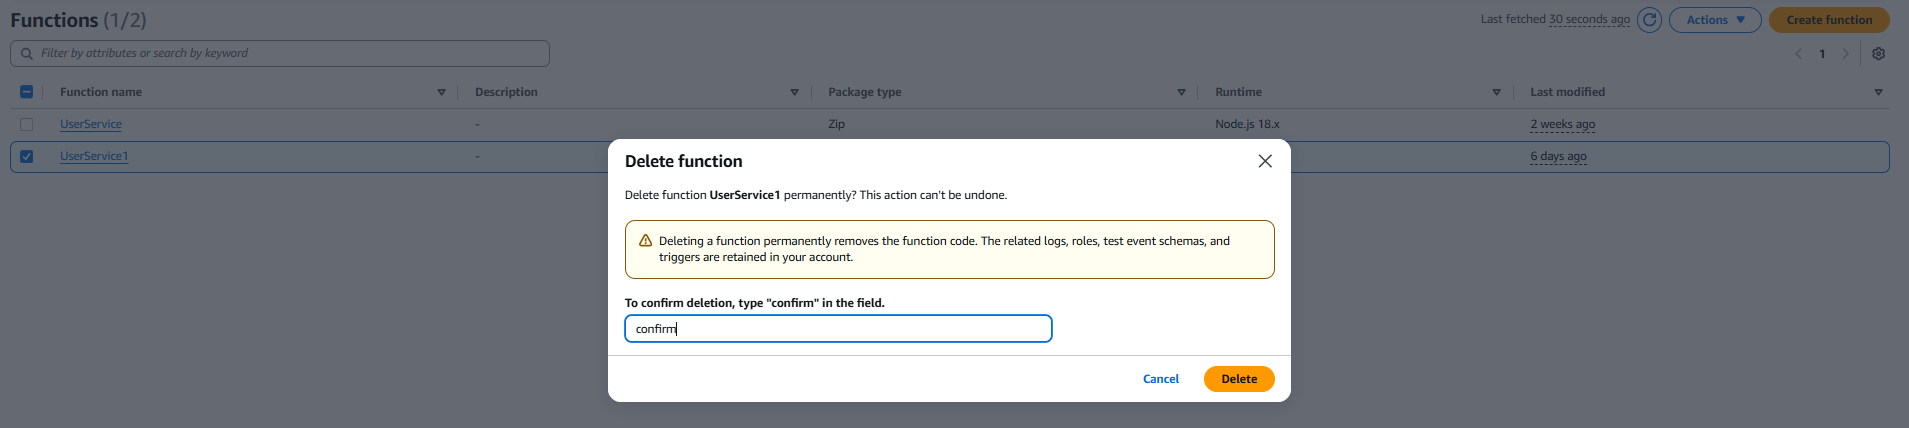 Functions (1/2)
Last fetched 30 seconds ago
Actions
Create function
Filter by attributes or search by keyword
1
Function name
Description
Package type
Runtime
Last modified
UserService
-
Zip
Node.js 18.x
2 weeks ago
UserService1
-
6 days ago
Delete function
Delete function UserService1 permanently? This action can't be undone.
Deleting a function permanently removes the function code. The related logs, roles, test event schemas, and
triggers are retained in your account.
To confirm deletion, type "confirm" in the field.
confirm
Cancel
Delete